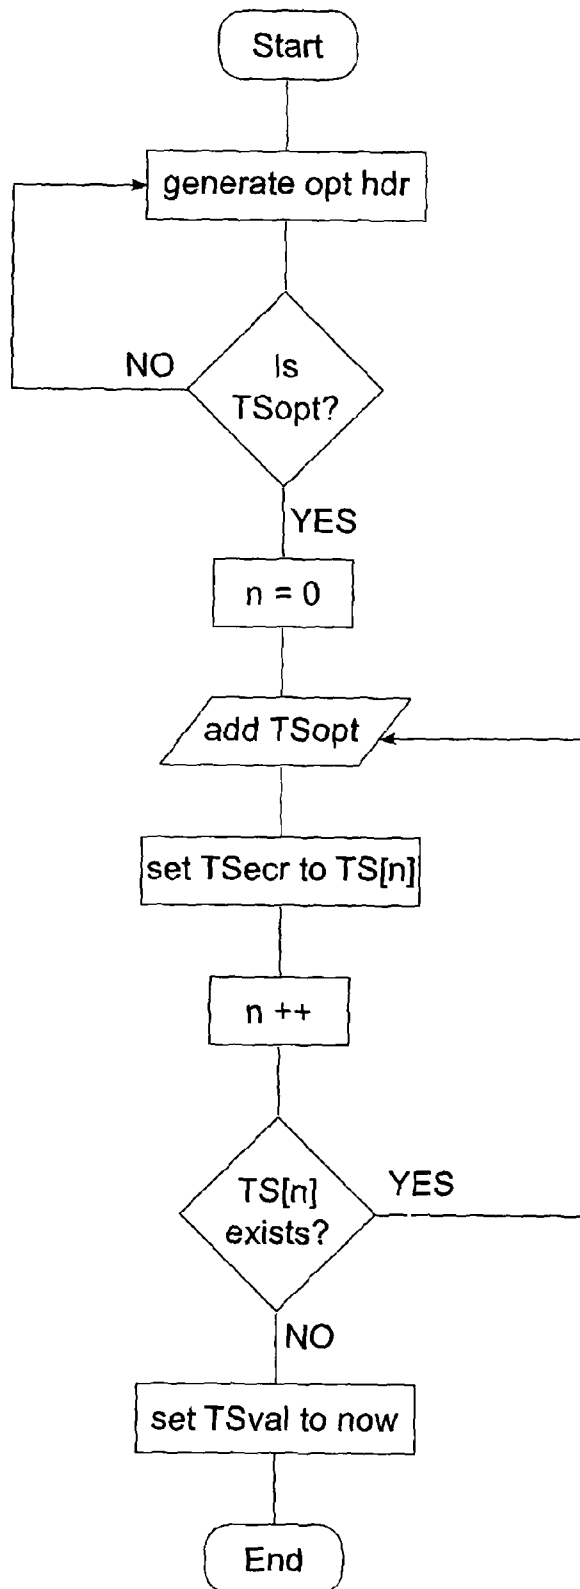 Start
generate opt hdr
NO
Is
TSopt?
YES
n = 0
add TSopt
set TSecr to TS[n]
n ++
TS[n]
exists?
YES
NO
set TSval to now
End